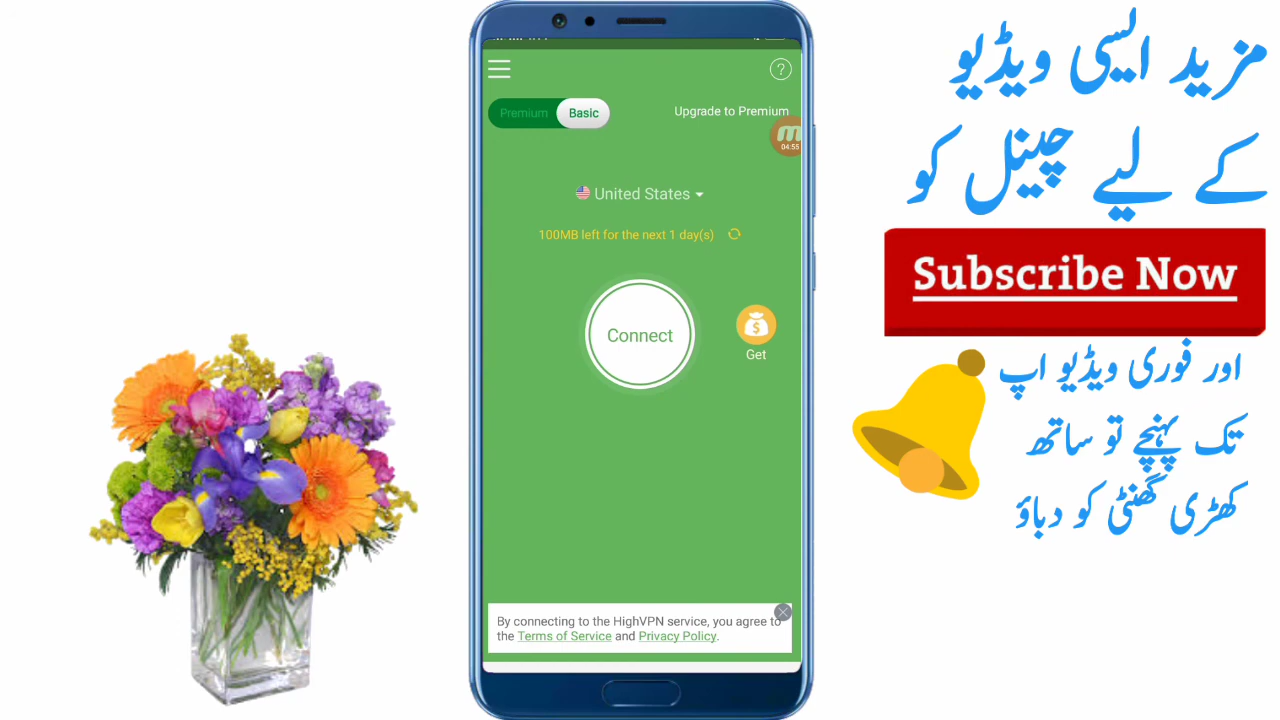 Premium
Basic
Upgrade to Premium
04:55
United States
100MB left for the next 1 day(s)
Connect
Get
By connecting to the HighVPN service, you agree to
the Terms of Service and Privacy Policy.
مزید ایسی ویڈیو
کے لیے چینل کو
Subscribe Now
اور فوری ویڈیو اپ
تک پہنچے تو ساتھ
کھڑی گھنٹی کو دباؤ